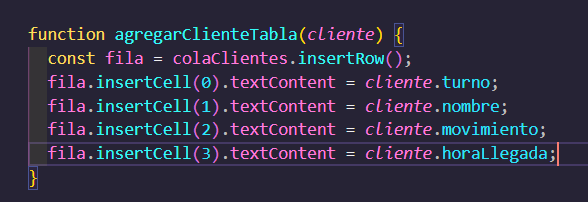 function agregarClienteTabla(cliente) {
const fila = colaClientes.insertRow();
fila.insertCell(0).textContent = cliente.turno;
fila.insertCell(1).textContent = cliente.nombre;
fila.insertCell(2).textContent = cliente.movimiento;
fila.insertCell(3).textContent = cliente.horaLlegada;
}